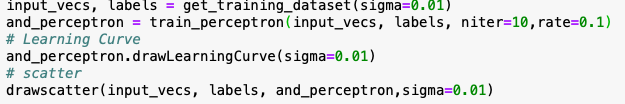 input_vecs, labels = get_training_dataset(sigma=0.01)
and_perceptron = train_perceptron(input_vecs, labels, niter=10,rate=0.1)
# Learning Curve
and_perceptron.drawLearningCurve(sigma=0.01)
# scatter
drawscatter(input_vecs, labels, and_perceptron,sigma=0.01)